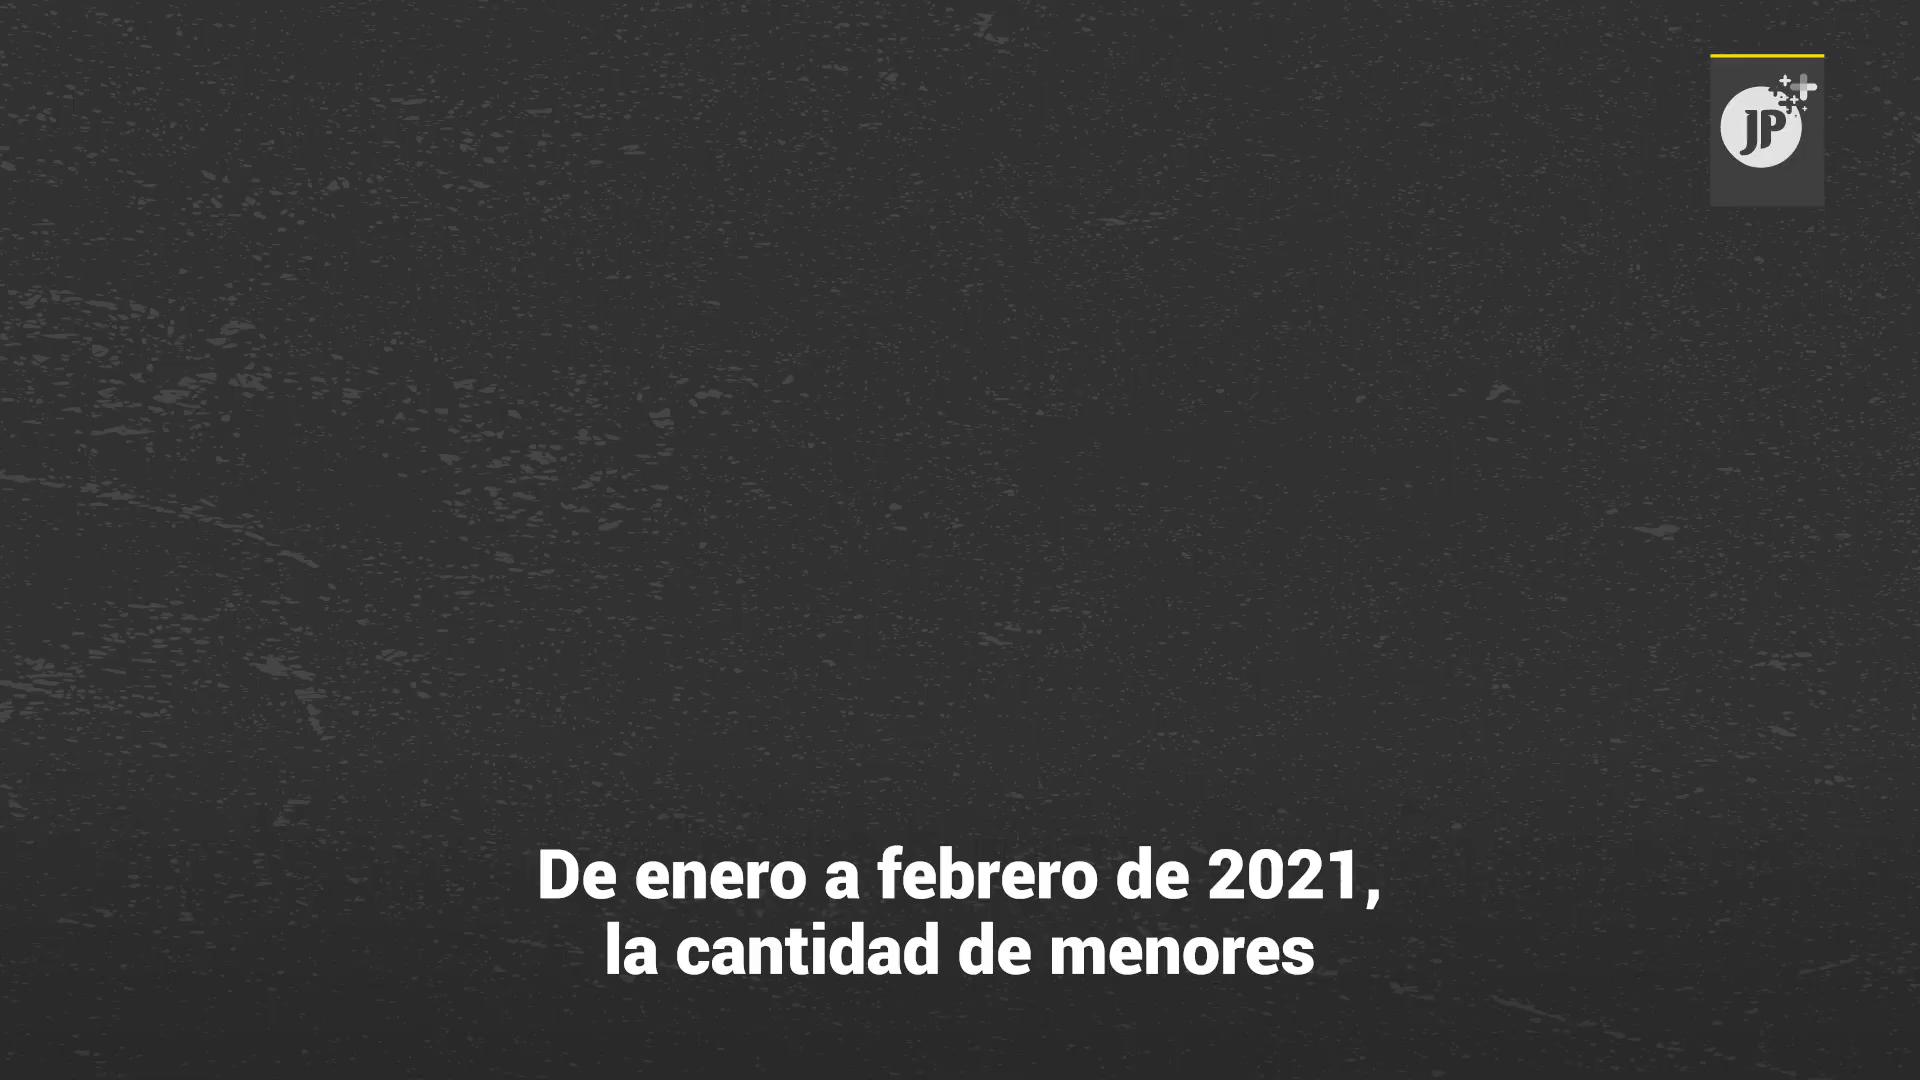 JP
De enero a febrero de 2021,
la cantidad de menores